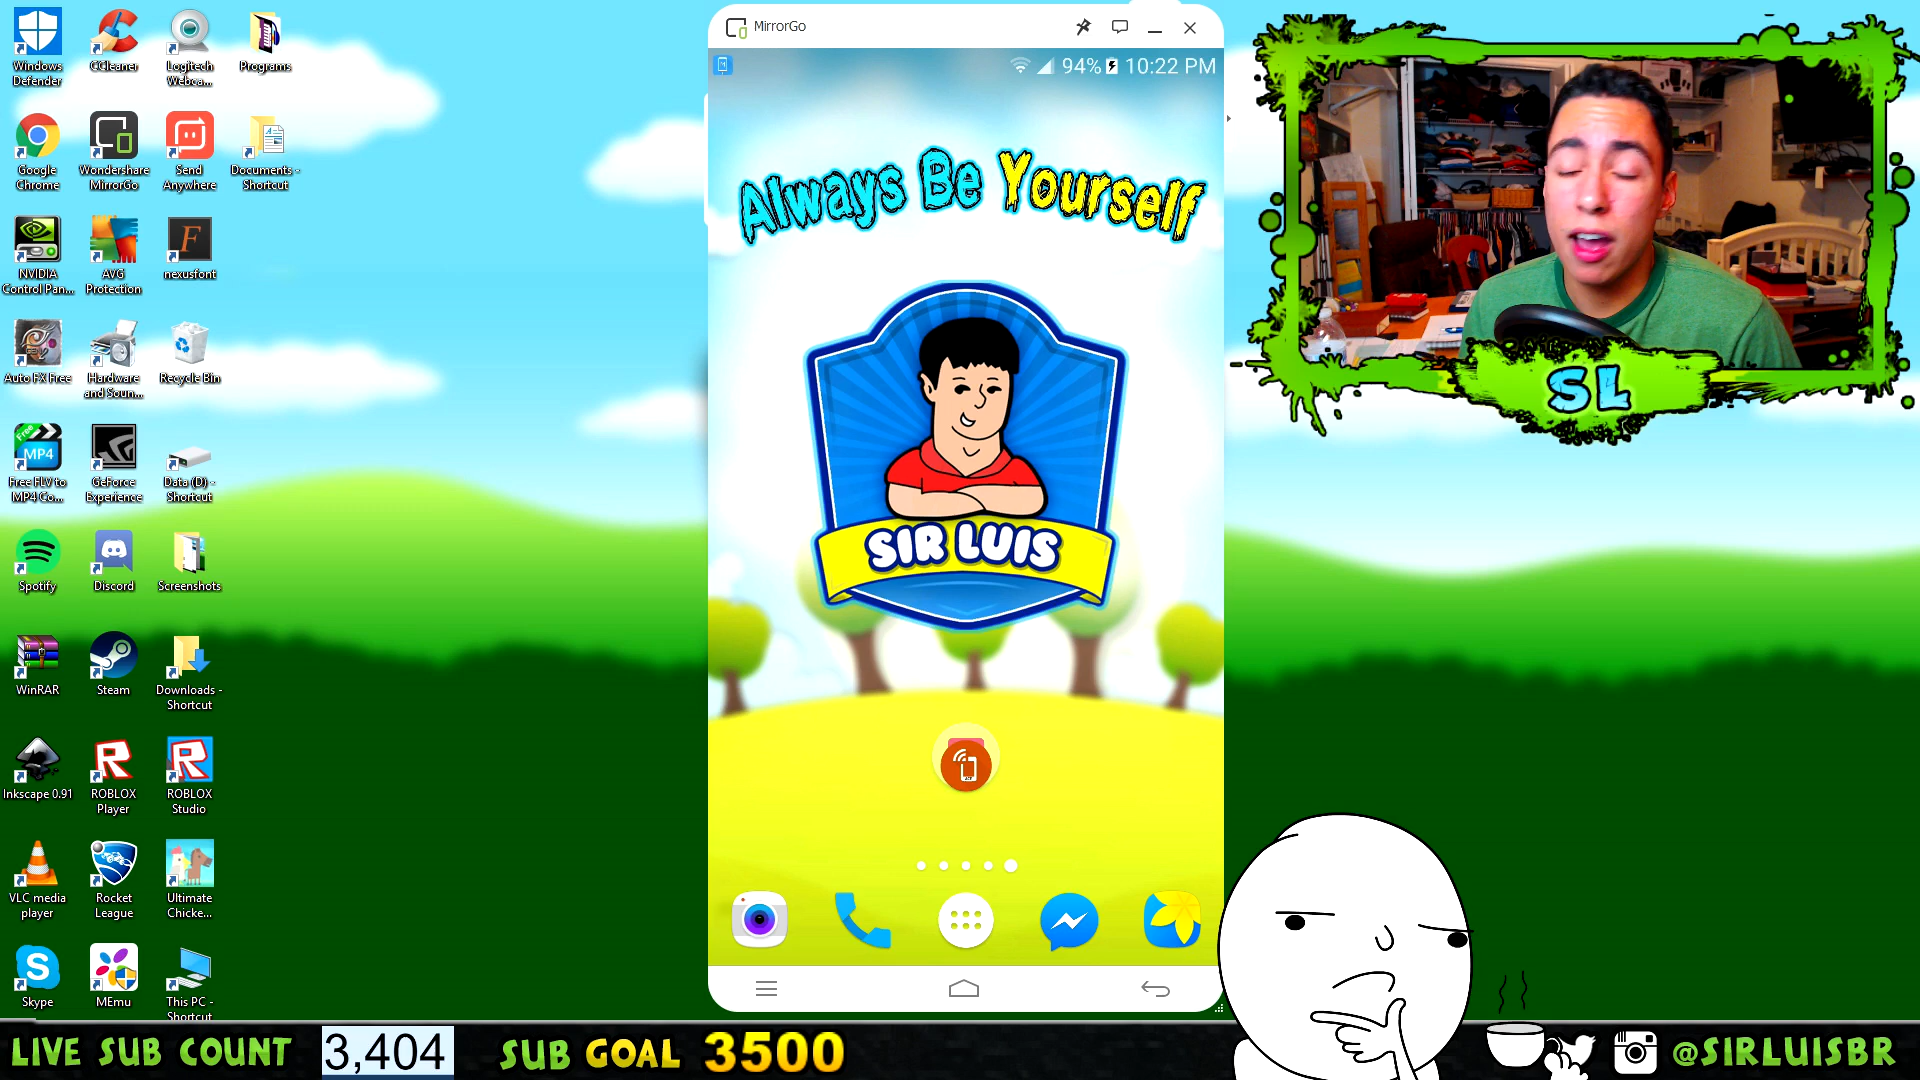 Windows
Defender
CCleaner
Logitech
Webca...
Programs
Google
Chrome
Wondershare
MirrorGo
Send
Anywhere
Documents -
Shortcut
NVIDIA
Control Pan...
AVG
Protection
F
nexusfont
Auto FX Free
Hardware
and Soun...
Recycle Bin
Free
MP4
Free FLV to
MP4 Co...
GeForce
Experience
Data (D) -
Shortcut
Spotify
Discord
Screenshots
WinRAR
Steam
Downloads -
Shortcut
Inkscape 0.91
R
ROBLOX
Player
R
ROBLOX
Studio
VLC media
player
Rocket
League
Ultimate
Chicke...
S
Skype
MEmu
This PC -
Shortcut
MirrorGo
94% 10:22 PM
Always Be Yourself
SIR LUIS
SL
LIVE SUB COUNT 3,404 SUB GOAL 3500 @SIRLUISBR